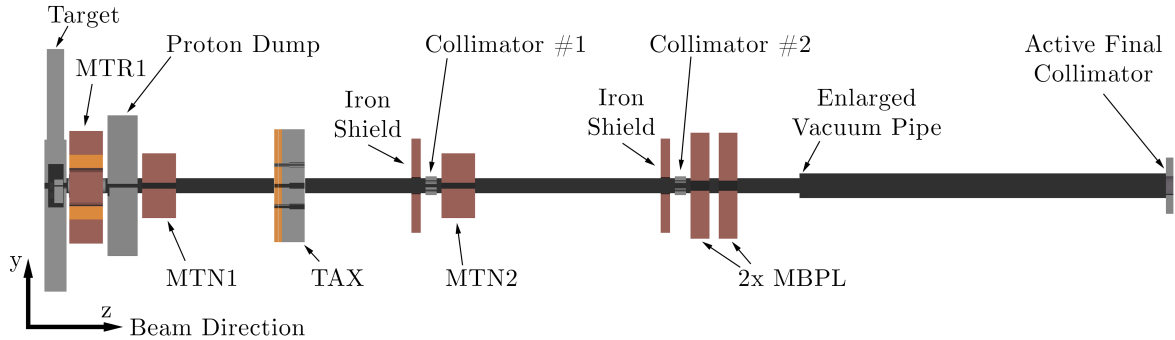 Target
MTR1
Proton Dump
Iron
Shield
Collimator #1
Iron
Shield
Collimator #2
Enlarged
Vacuum Pipe
Active Final
Collimator
MTN1
TAX
MTN2
2x MBPL
y
z
Beam Direction